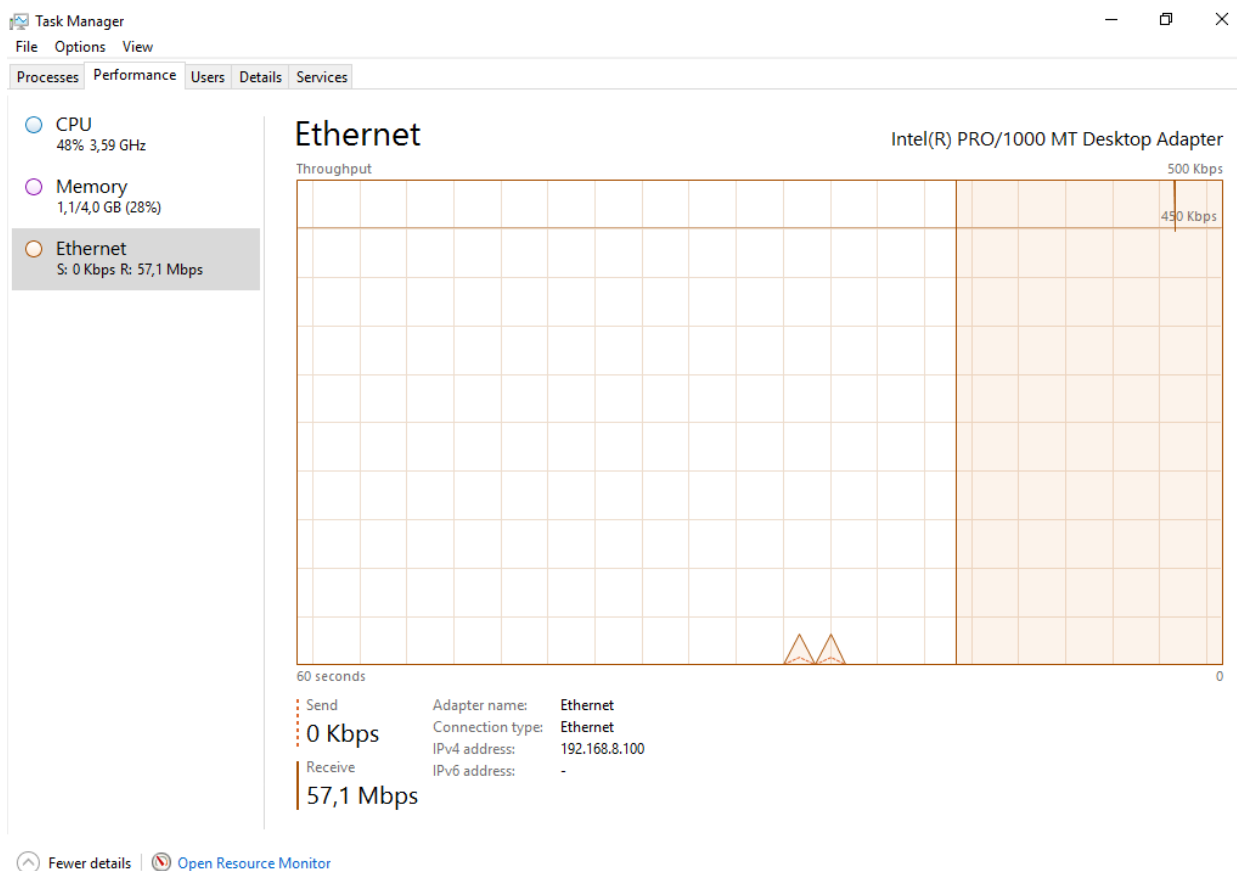 Task Manager
File Options View
Processes Performance Users Details Services
CPU
48% 3,59 GHz
Memory
1,1/4,0 GB (28%)
Ethernet
S: 0 Kbps R: 57,1 Mbps
Ethernet
Intel(R) PRO/1000 MT Desktop Adapter
Throughput
500 Kbps
450 Kbps
60 seconds
0
Send
0 Kbps
Receive
57,1 Mbps
Adapter name: Ethernet
Connection type: Ethernet
IPv4 address: 192.168.8.100
IPv6 address: -
Fewer details
Open Resource Monitor